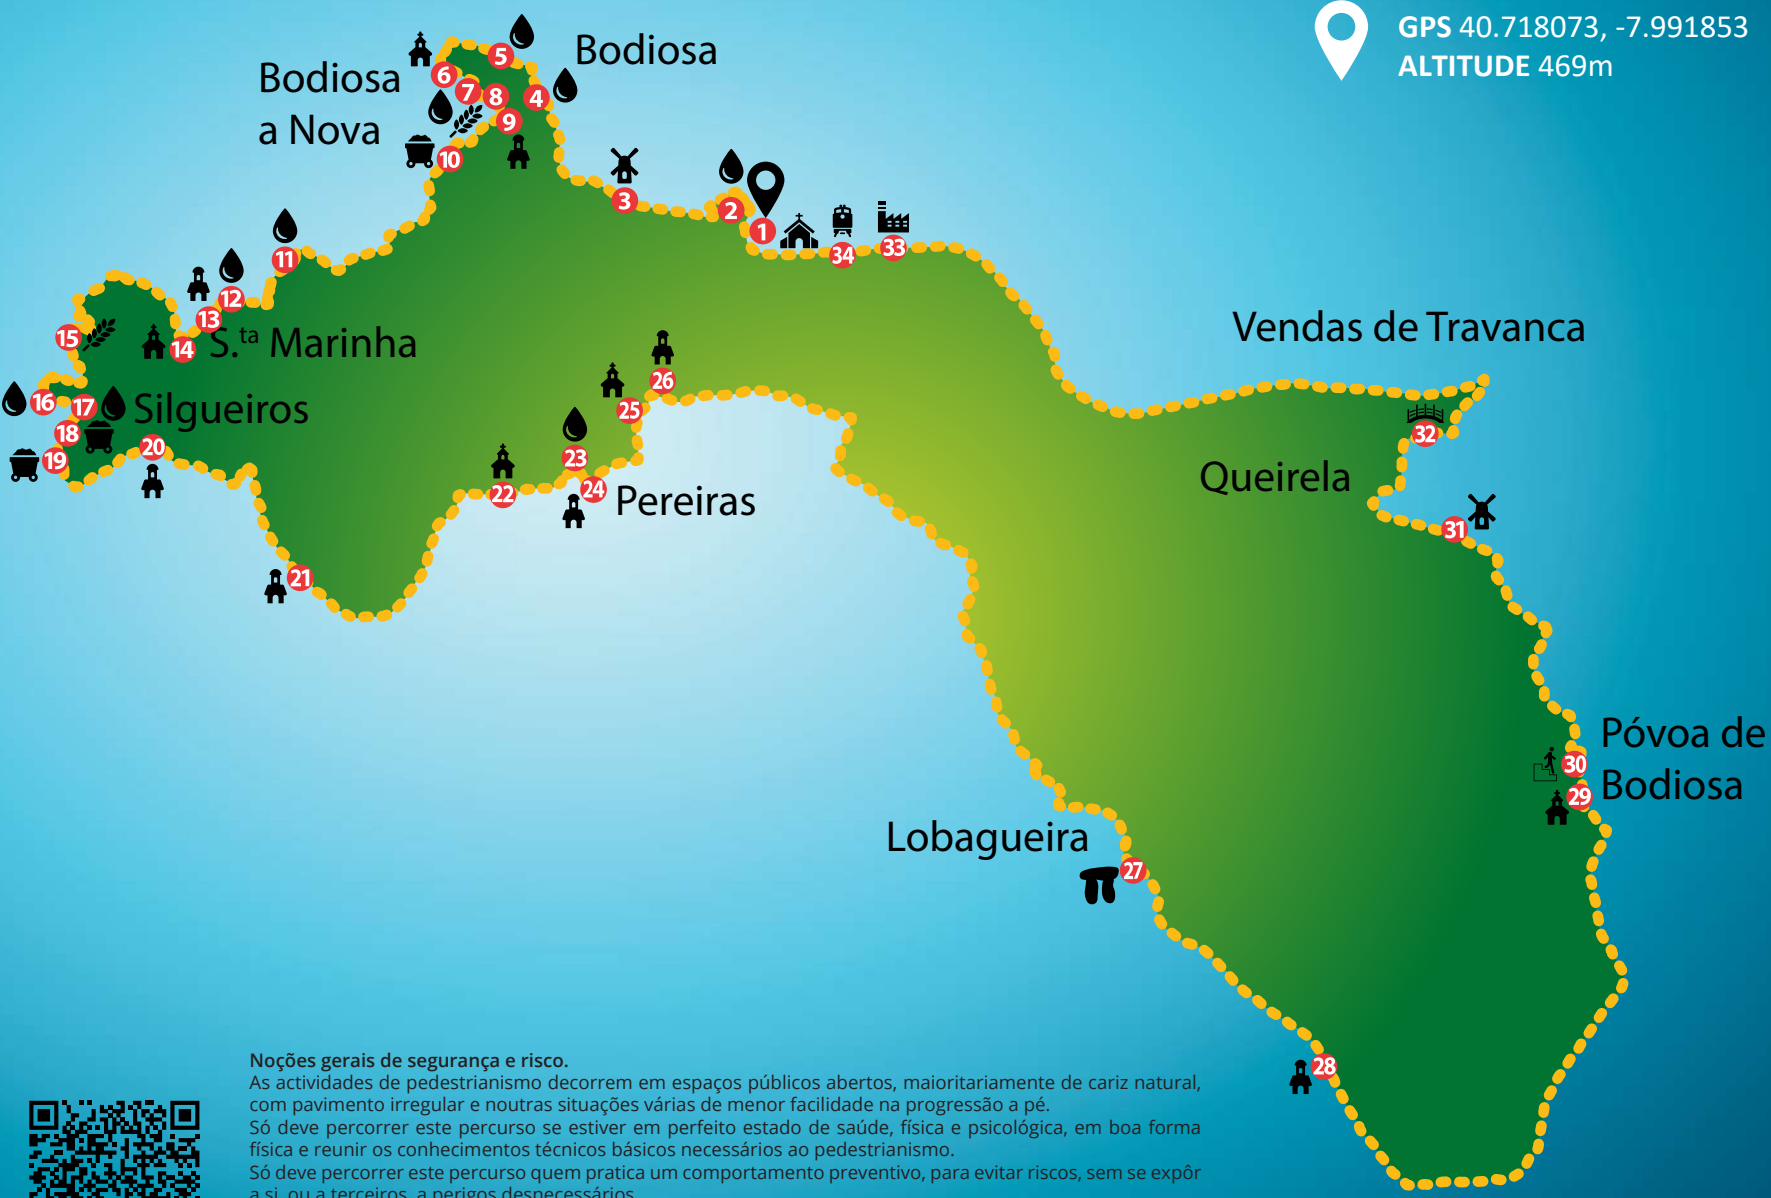 GPS 40.718073, -7.991853
ALTITUDE 469m
Bodiosa
Bodiosa
a Nova
5
6
7
8
4
9
10
3
2
1
34
33
11
12
13
14
S.ta Marinha
15
16
17
Silgueiros
18
19
20
21
22
23
24
Pereiras
25
26
Vendas de Travanca
32
Queirela
31
Póvoa de
Bodiosa
30
29
Lobagueira
27
28
Noções gerais de segurança e risco.
As actividades de pedestrianismo decorrem em espaços públicos abertos, maioritariamente de cariz natural,
com pavimento irregular e noutras situações várias de menor facilidade na progressão a pé.
Só deve percorrer este percurso se estiver em perfeito estado de saúde, física e psicológica, em boa forma
física e reunir os conhecimentos técnicos básicos necessários ao pedestrianismo.
Só deve percorrer este percurso quem pratica um comportamento preventivo, para evitar riscos, sem se expôr
a si, ou a terceiros, a perigos desnecessários.